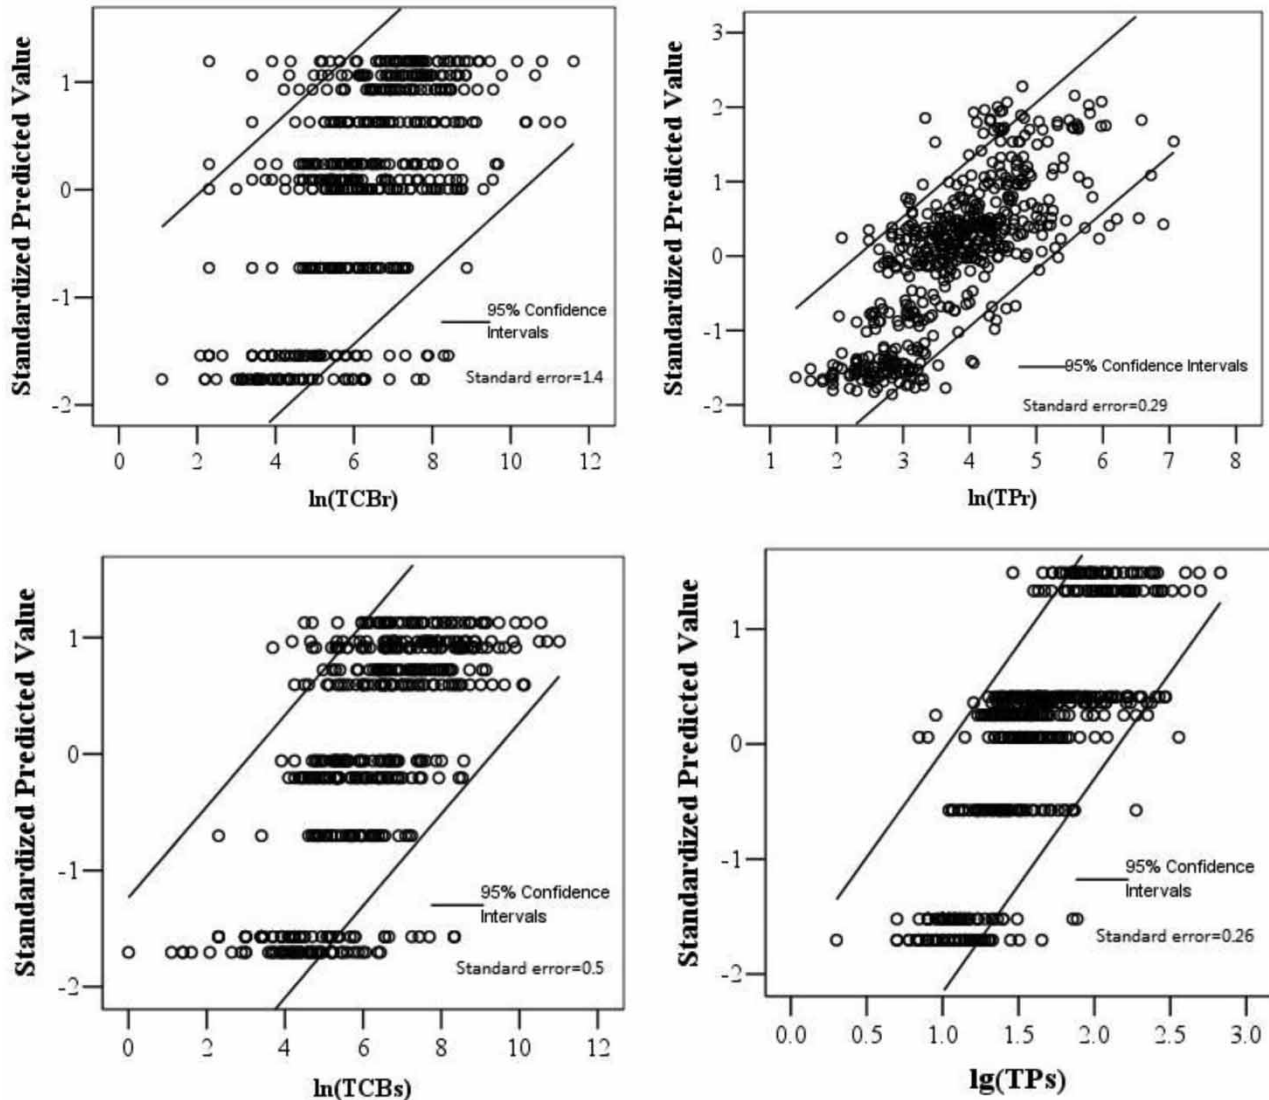 Standardized Predicted Value
1
0
-1
-2
95% Confidence
Intervals
Standard error=1.4
0 2 4 6 8 10 12
ln(TCBr)
Standardized Predicted Value
3
2
1
0
-1
-2
95% Confidence Intervals
Standard error=0.29
1 2 3 4 5 6 7 8
ln(TPr)
Standardized Predicted Value
1
0
-1
-2
95% Confidence
Intervals
Standard error=0.5
0 2 4 6 8 10 12
ln(TCBs)
Standardized Predicted Value
1
0
-1
-2
95% Confidence
Intervals
Standard error=0.26
0.0 0.5 1.0 1.5 2.0 2.5 3.0
lg(TPs)